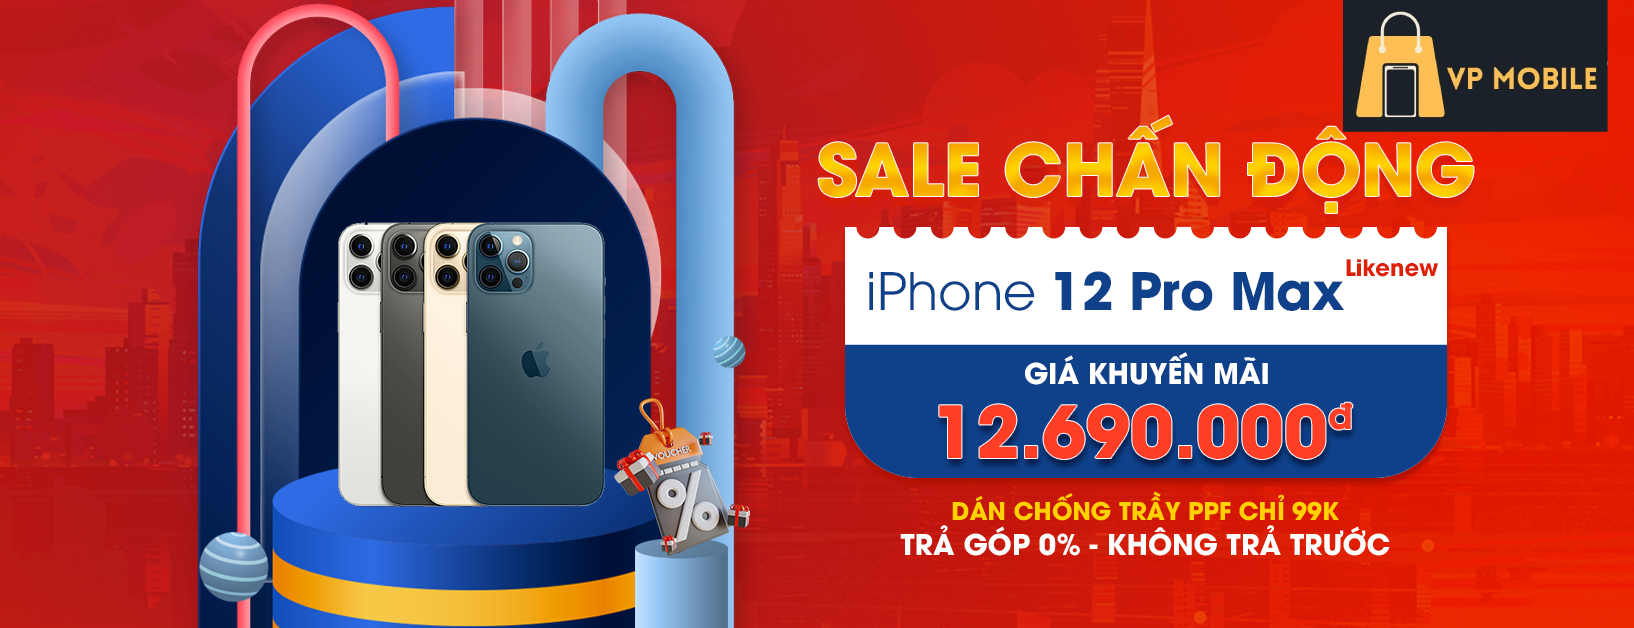 VP MOBILE
SALE CHẤN ĐỘNG
iPhone 12 Pro Max Likenew
GIÁ KHUYẾN MÃI
12.690.000đ
VOUCHER
%
DÁN CHỐNG TRẦY PPF CHỈ 99K
TRẢ GÓP 0% - KHÔNG TRẢ TRƯỚC